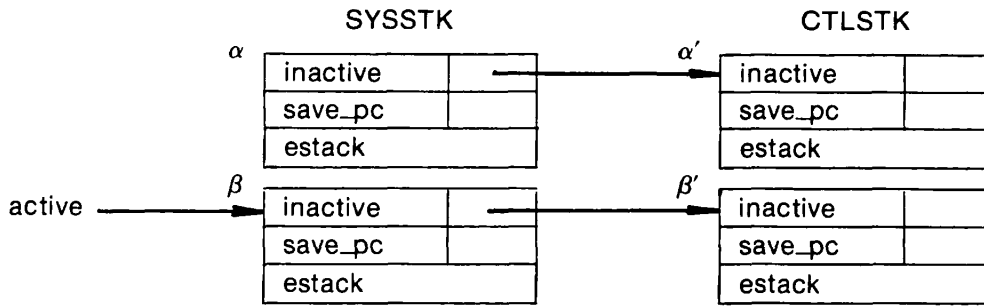 SYSSTK CTLSTK
α α′
inactive inactive
save_pc save_pc
estack estack
β β′
active inactive inactive
save_pc save_pc
estack estack